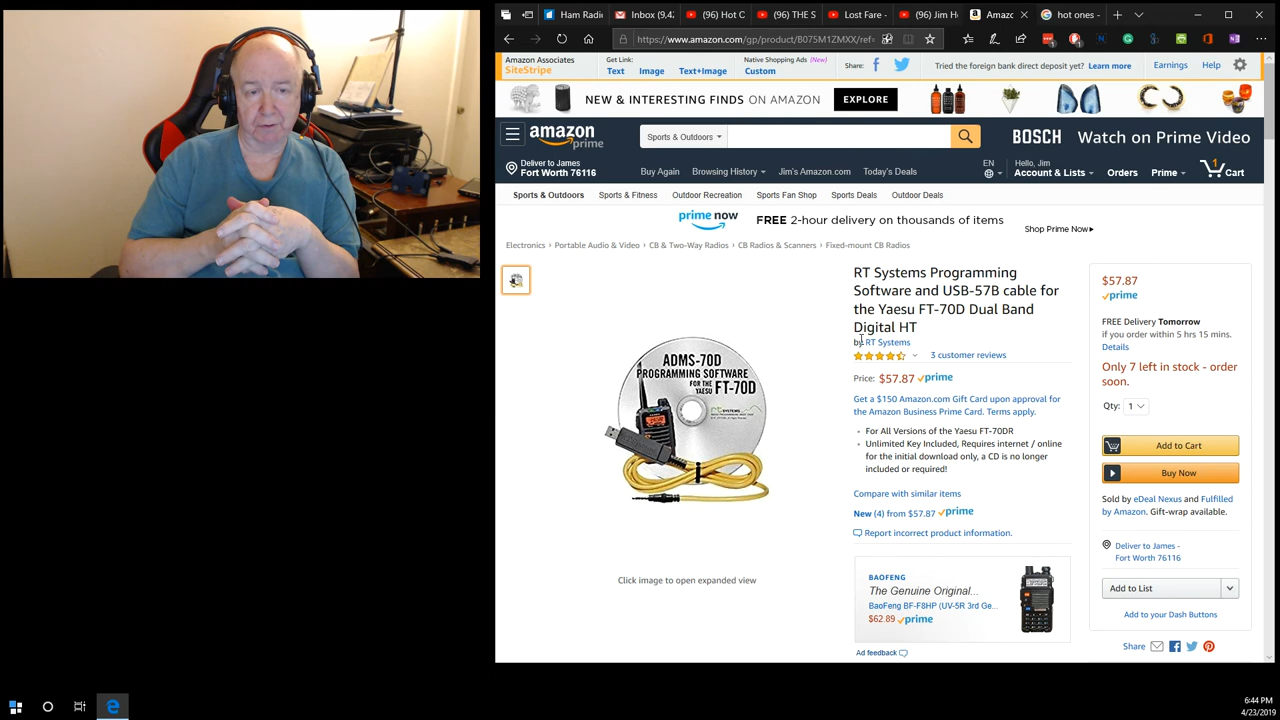 Ham Radi
Inbox (9,4
(96) Hot C
(96) THE S
Lost Fare -
(96) Jim H
Amaz
hot ones -
https://www.amazon.com/gp/product/B075M1ZMXX/ref=
Amazon Associates
SiteStripe
Get Link:
Text
Image
Text+Image
Native Shopping Ads (New)
Custom
Share:
Tried the foreign bank direct deposit yet? Learn more
Earnings
Help
NEW & INTERESTING FINDS ON AMAZON
EXPLORE
amazon
prime
Sports & Outdoors
BOSCH Watch on Prime Video
Deliver to James
Fort Worth 76116
Buy Again
Browsing History
Jim's Amazon.com
Today's Deals
EN
Hello, Jim
Account & Lists
Orders
Prime
1
Cart
Sports & Outdoors
Sports & Fitness
Outdoor Recreation
Sports Fan Shop
Sports Deals
Outdoor Deals
prime now
FREE 2-hour delivery on thousands of items
Shop Prime Now
Electronics › Portable Audio & Video › CB & Two-Way Radios › CB Radios & Scanners › Fixed-mount CB Radios
ADMS-70D
PROGRAMMING SOFTWARE
FOR THE
YAESU
FT-70D
Click image to open expanded view
RT Systems Programming
Software and USB-57B cable for
the Yaesu FT-70D Dual Band
Digital HT
by RT Systems
3 customer reviews
Price: $57.87 prime
Get a $150 Amazon.com Gift Card upon approval for
the Amazon Business Prime Card. Terms apply.
For All Versions of the Yaesu FT-70DR
Unlimited Key Included, Requires internet / online
for the initial download only, a CD is no longer
included or required!
Compare with similar items
New (4) from $57.87 prime
Report incorrect product information.
BAOFENG
The Genuine Original...
BaoFeng BF-F8HP (UV-5R 3rd Ge...
$62.89 prime
Ad feedback
$57.87
prime
FREE Delivery Tomorrow
if you order within 5 hrs 15 mins.
Details
Only 7 left in stock - order
soon.
Qty: 1
Add to Cart
Buy Now
Sold by eDeal Nexus and Fulfilled
by Amazon. Gift-wrap available.
Deliver to James -
Fort Worth 76116
Add to List
Add to your Dash Buttons
Share
6:44 PM
4/23/2019